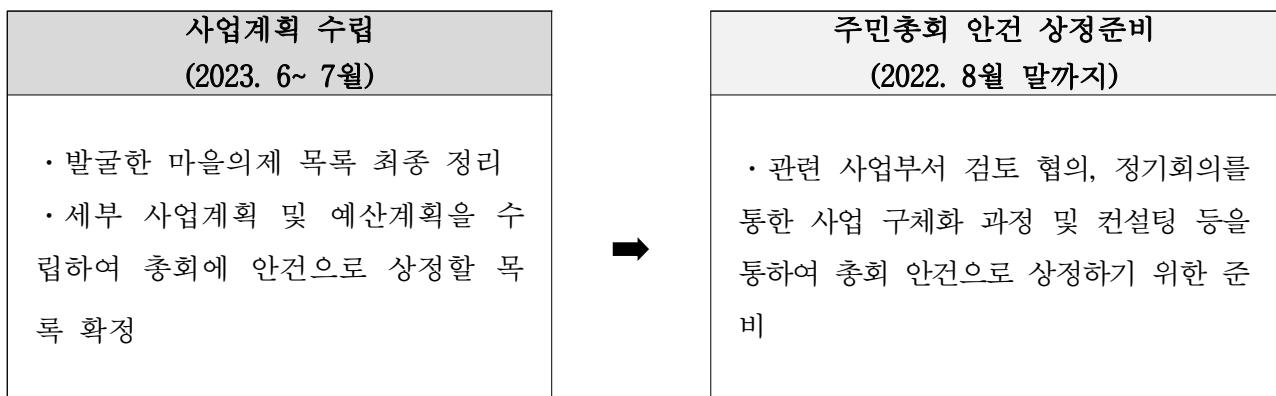 사업계획 수립
(2023. 6~ 7월)
·발굴한 마을의제 목록 최종 정리
·세부 사업계획 및 예산계획을 수
립하여 총회에 안건으로 상정할 목
록 확정
➡
주민총회 안건 상정준비
(2022. 8월 말까지)
·관련 사업부서 검토 협의, 정기회의를
통한 사업 구체화 과정 및 컨설팅 등을
통하여 총회 안건으로 상정하기 위한 준
비